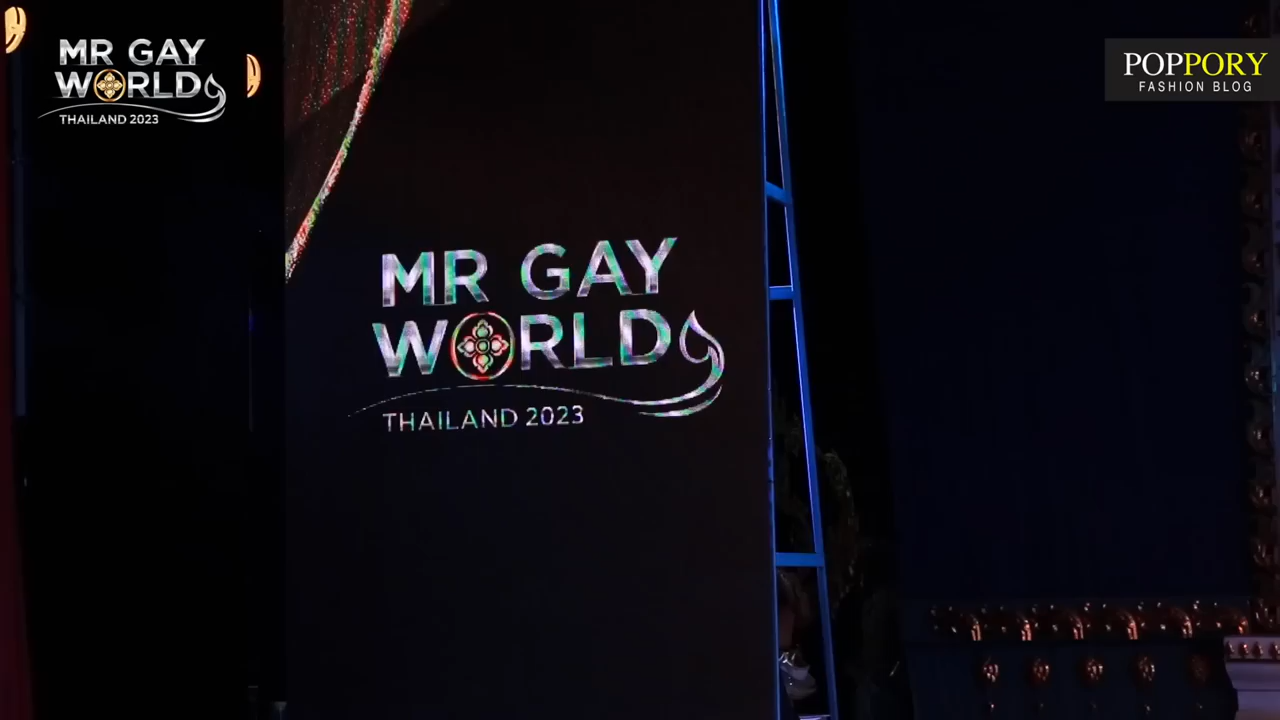 MR GAY
WORLD
THAILAND 2023
POPPORY
FASHION BLOG
MR GAY
WORLD
THAILAND 2023